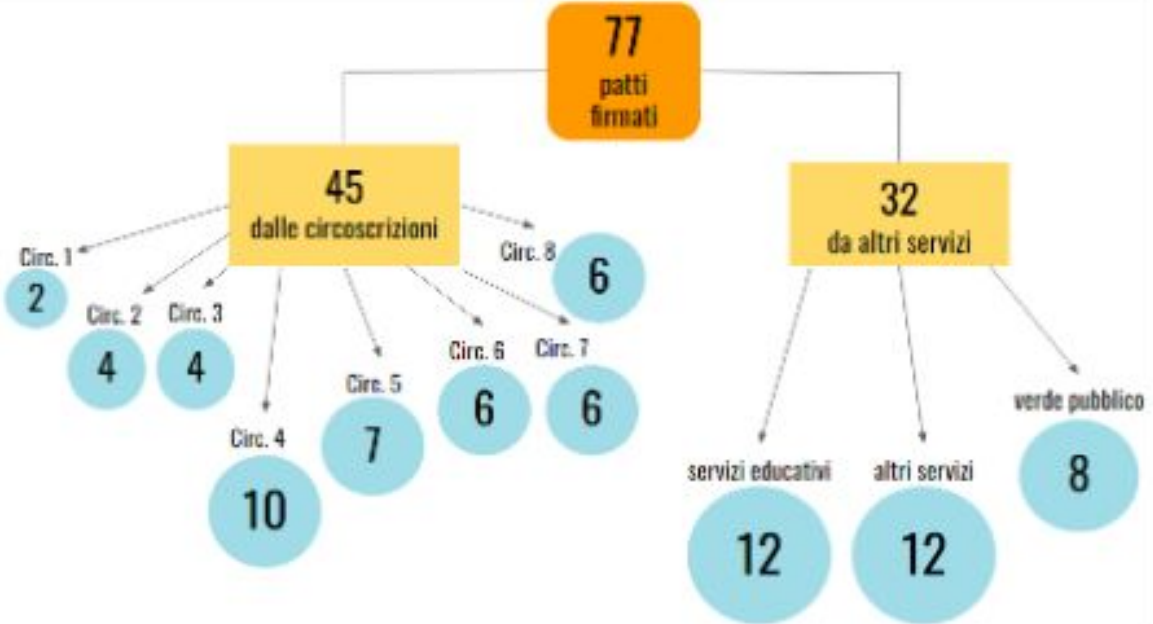 77
patti
firmati
45
dalle circoscrizioni
32
da altri servizi
Circ. 1
2
Circ. 2
4
Circ. 3
4
Circ. 4
10
Circ. 5
7
Circ. 6
6
Circ. 7
6
Circ. 8
6
servizi educativi
12
altri servizi
12
verde pubblico
8